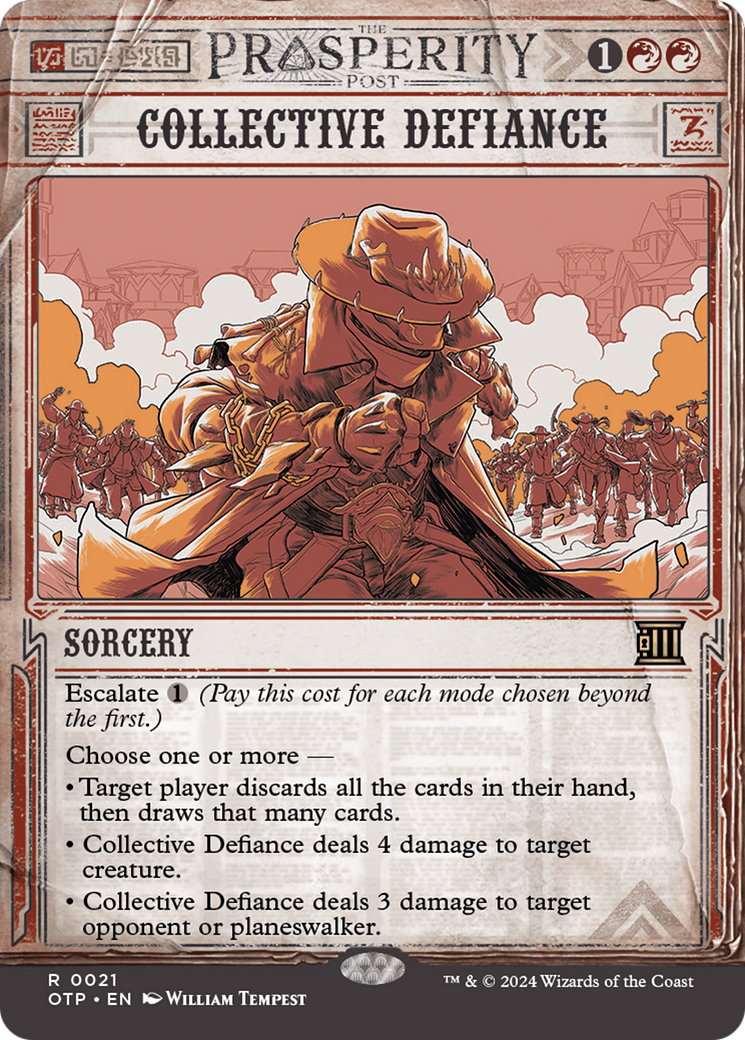 THE
PROSPERITY
POST
1
COLLECTIVE DEFIANCE
SORCERY
Escalate 1 (Pay this cost for each mode chosen beyond
the first.)
Choose one or more —
• Target player discards all the cards in their hand,
then draws that many cards.
• Collective Defiance deals 4 damage to target
creature.
• Collective Defiance deals 3 damage to target
opponent or planeswalker.
R 0021
OTP • EN William Tempest
™ & © 2024 Wizards of the Coast